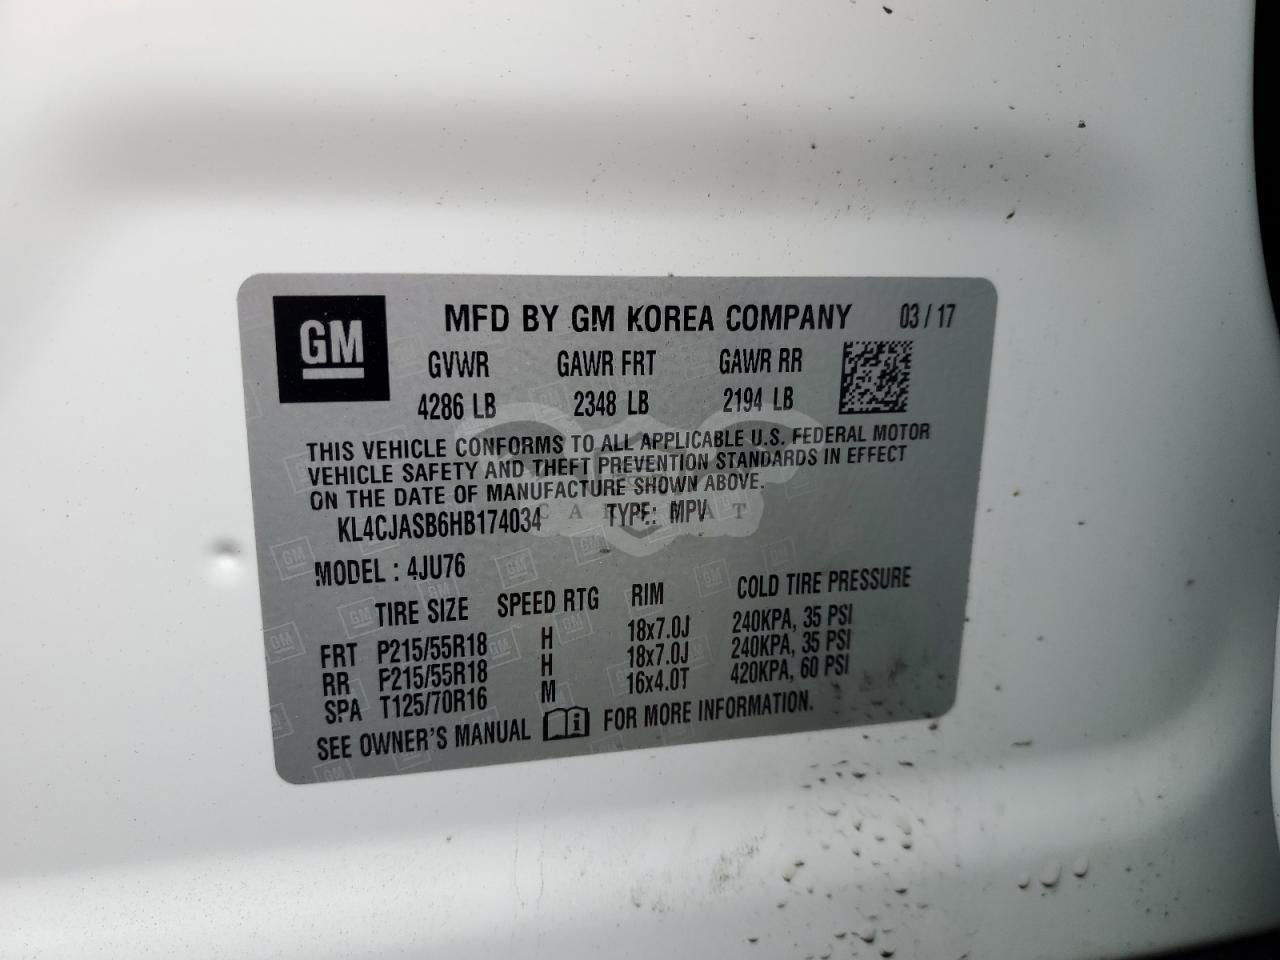 GM
MFD BY GM KOREA COMPANY 03/17
GVWR GAWR FRT GAWR RR
4286 LB 2348 LB 2194 LB
THIS VEHICLE CONFORMS TO ALL APPLICABLE U.S. FEDERAL MOTOR
VEHICLE SAFETY AND THEFT PREVENTION STANDARDS IN EFFECT
ON THE DATE OF MANUFACTURE SHOWN ABOVE.
KL4CJASB6HB174034 TYPE: MPV
MODEL : 4JU76
TIRE SIZE SPEED RTG RIM COLD TIRE PRESSURE
FRT P215/55R18 H 18x7.0J 240KPA, 35 PSI
RR P215/55R18 H 18x7.0J 240KPA, 35 PSI
SPA T125/70R16 M 16x4.0T 420KPA, 60 PSI
SEE OWNER'S MANUAL FOR MORE INFORMATION.